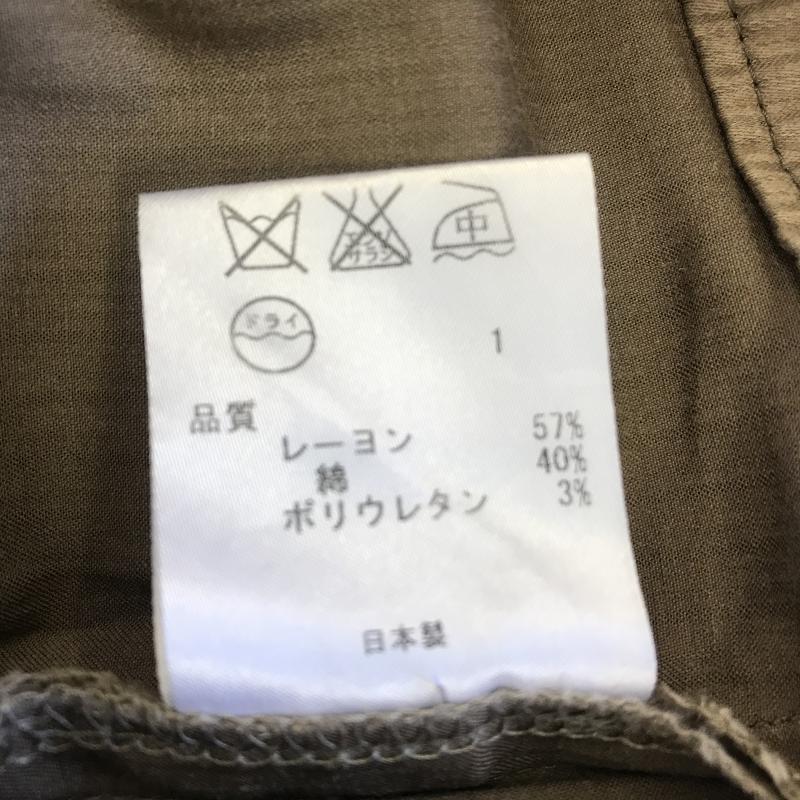 エンソ
サラシ
中
ドライ
1
品質
レーヨン 57%
綿 40%
ポリウレタン 3%
日本製